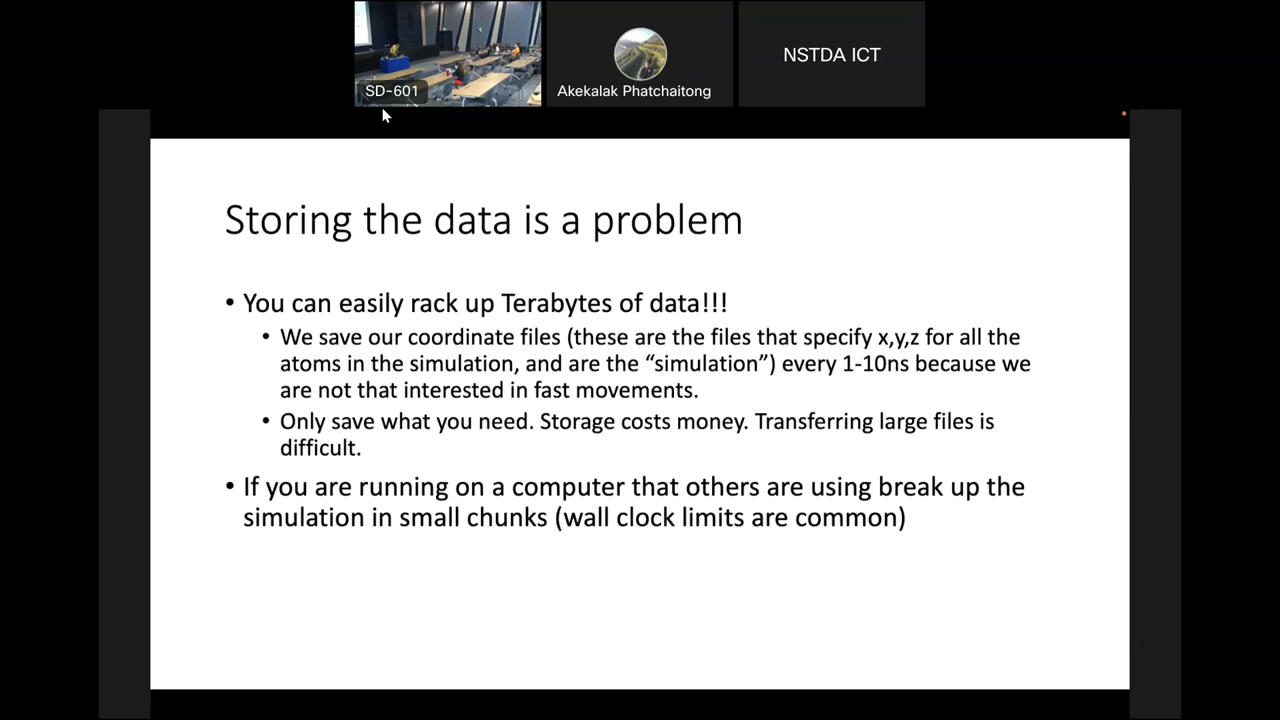 SD-601
Akekalak Phatchaitong
NSTDA ICT
Storing the data is a problem
• You can easily rack up Terabytes of data!!!
• We save our coordinate files (these are the files that specify x,y,z for all the
atoms in the simulation, and are the “simulation”) every 1-10ns because we
are not that interested in fast movements.
• Only save what you need. Storage costs money. Transferring large files is
difficult.
• If you are running on a computer that others are using break up the
simulation in small chunks (wall clock limits are common)